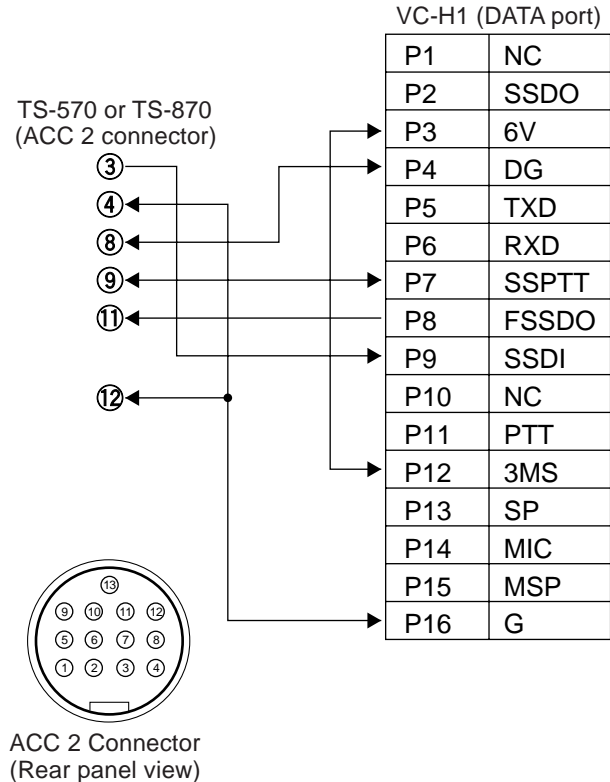 VC-H1 (DATA port)
TS-570 or TS-870
(ACC 2 connector)
3
4
8
9
11
12
P1 NC
P2 SSDO
P3 6V
P4 DG
P5 TXD
P6 RXD
P7 SSPTT
P8 FSSDO
P9 SSDI
P10 NC
P11 PTT
P12 3MS
P13 SP
P14 MIC
P15 MSP
P16 G
13
9 10 11 12
5 6 7 8
1 2 3 4
ACC 2 Connector
(Rear panel view)